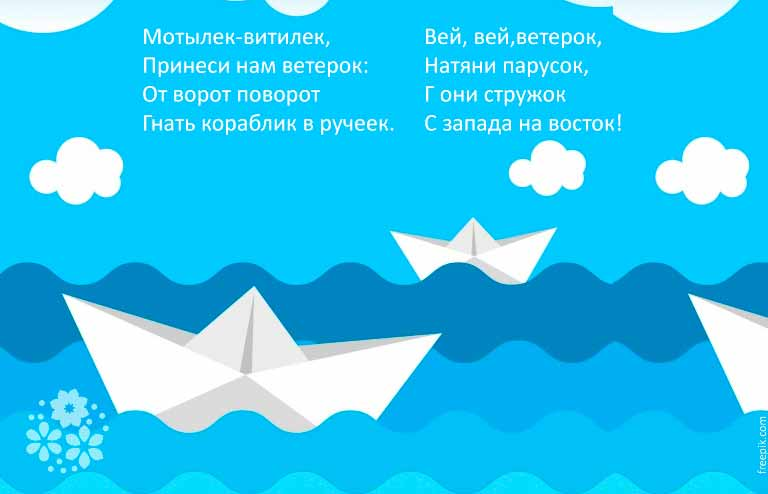 Мотылек-витилек,
Принеси нам ветерок:
От ворот поворот
Гнать кораблик в ручеек.
Вей, вей,ветерок,
Натяни парусок,
Г они стружок
С запада на восток!
freepik.com